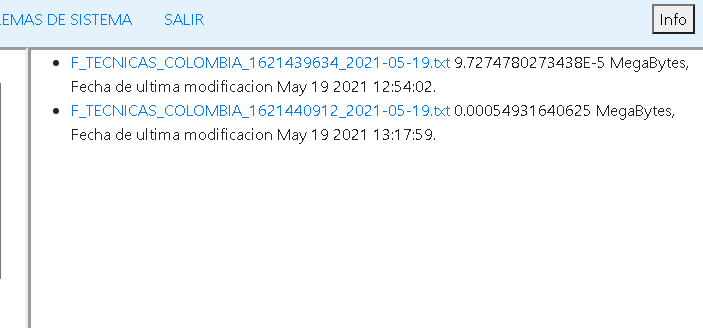 LEMAS DE SISTEMA SALIR Info
F_TECNICAS_COLOMBIA_1621439634_2021-05-19.txt 9.7274780273438E-5 MegaBytes,
Fecha de ultima modificacion May 19 2021 12:54:02.
F_TECNICAS_COLOMBIA_1621440912_2021-05-19.txt 0.00054931640625 MegaBytes,
Fecha de ultima modificacion May 19 2021 13:17:59.